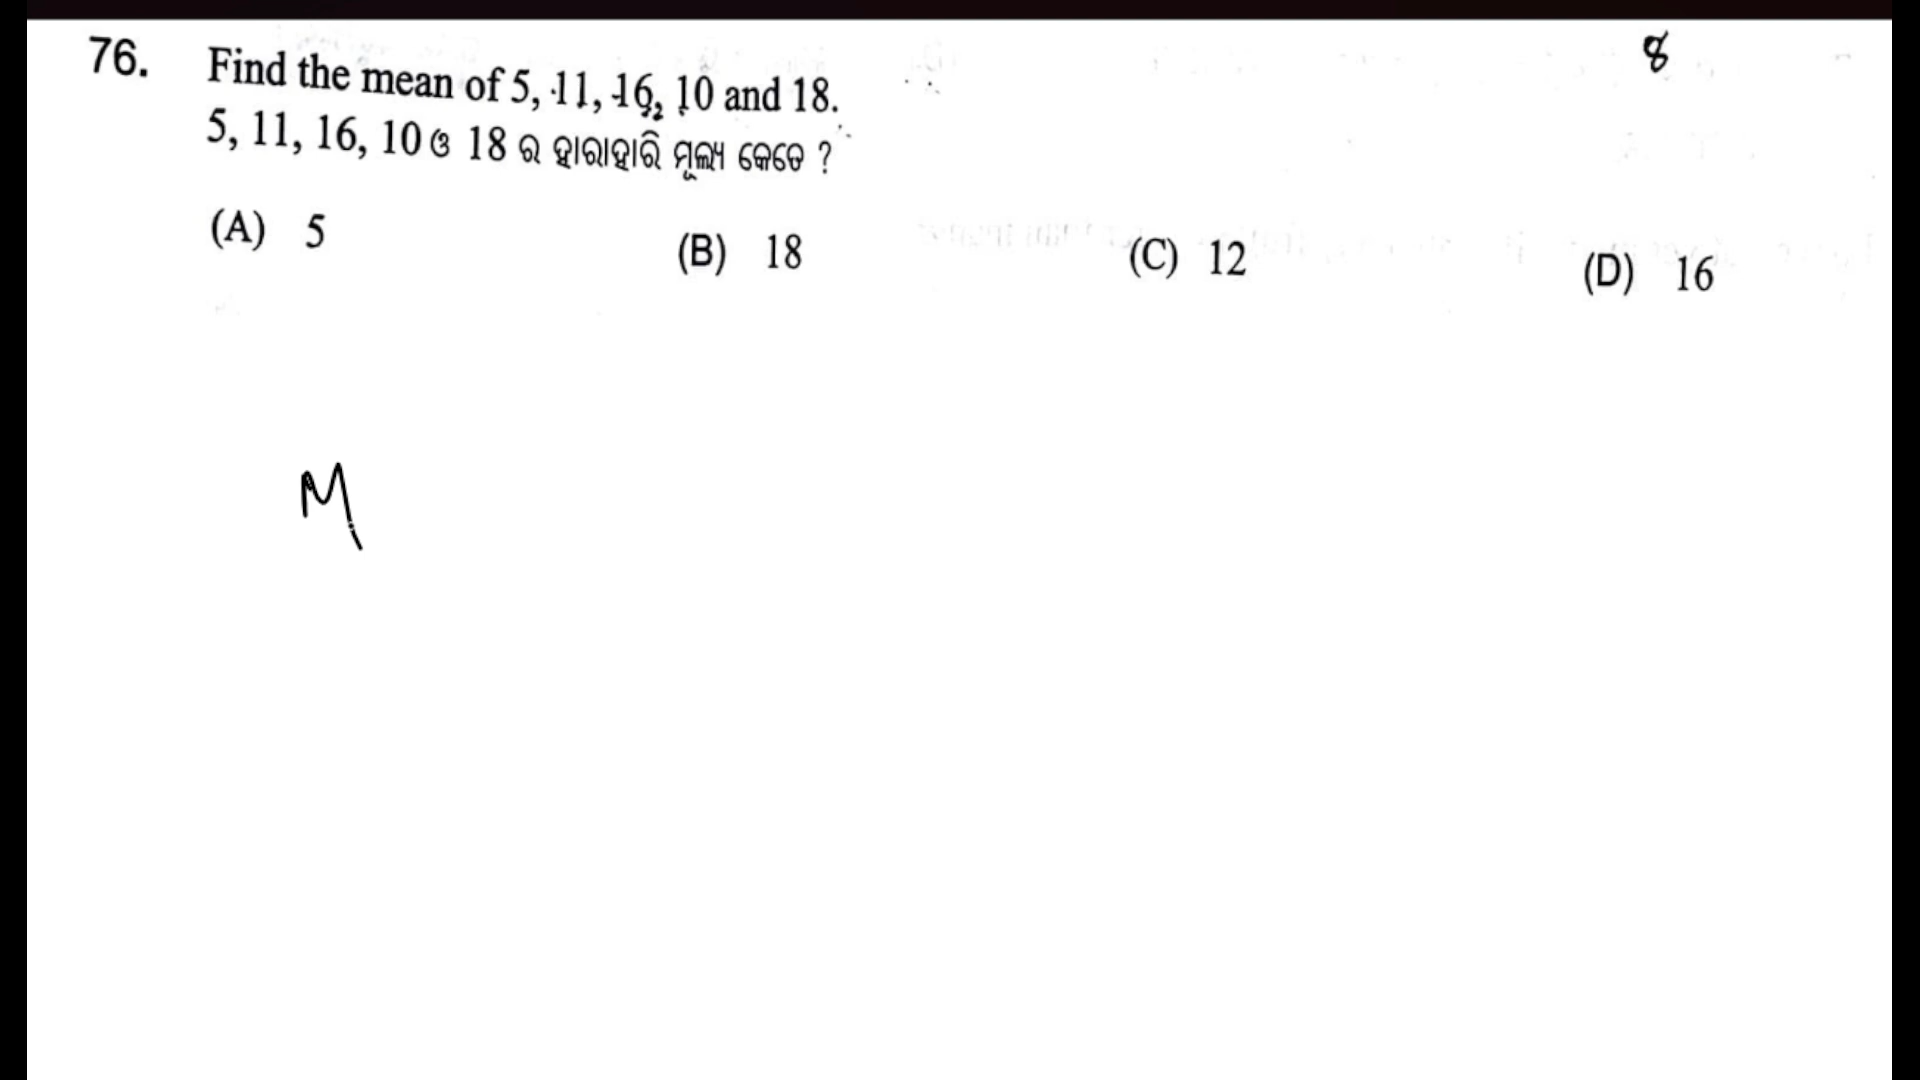 8
76. Find the mean of 5, 11, 16, 10 and 18.
5, 11, 16, 10 ଓ 18 ର ହାରାହାରି ମୂଲ୍ୟ କେତେ ?
(A) 5 (B) 18 (C) 12 (D) 16
M